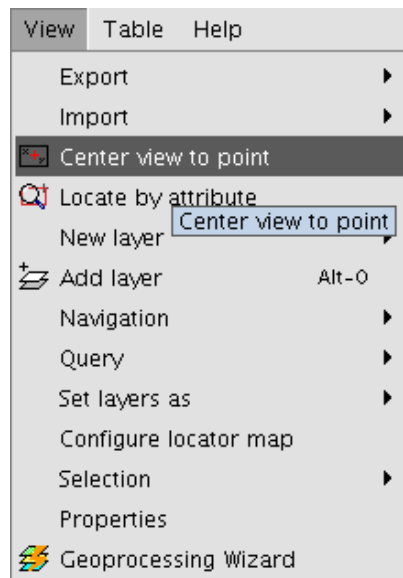 View Table Help
Export
Import
Center view to point
Locate by attribute
Center view to point
New layer
Add layer Alt-O
Navigation
Query
Set layers as
Configure locator map
Selection
Properties
Geoprocessing Wizard